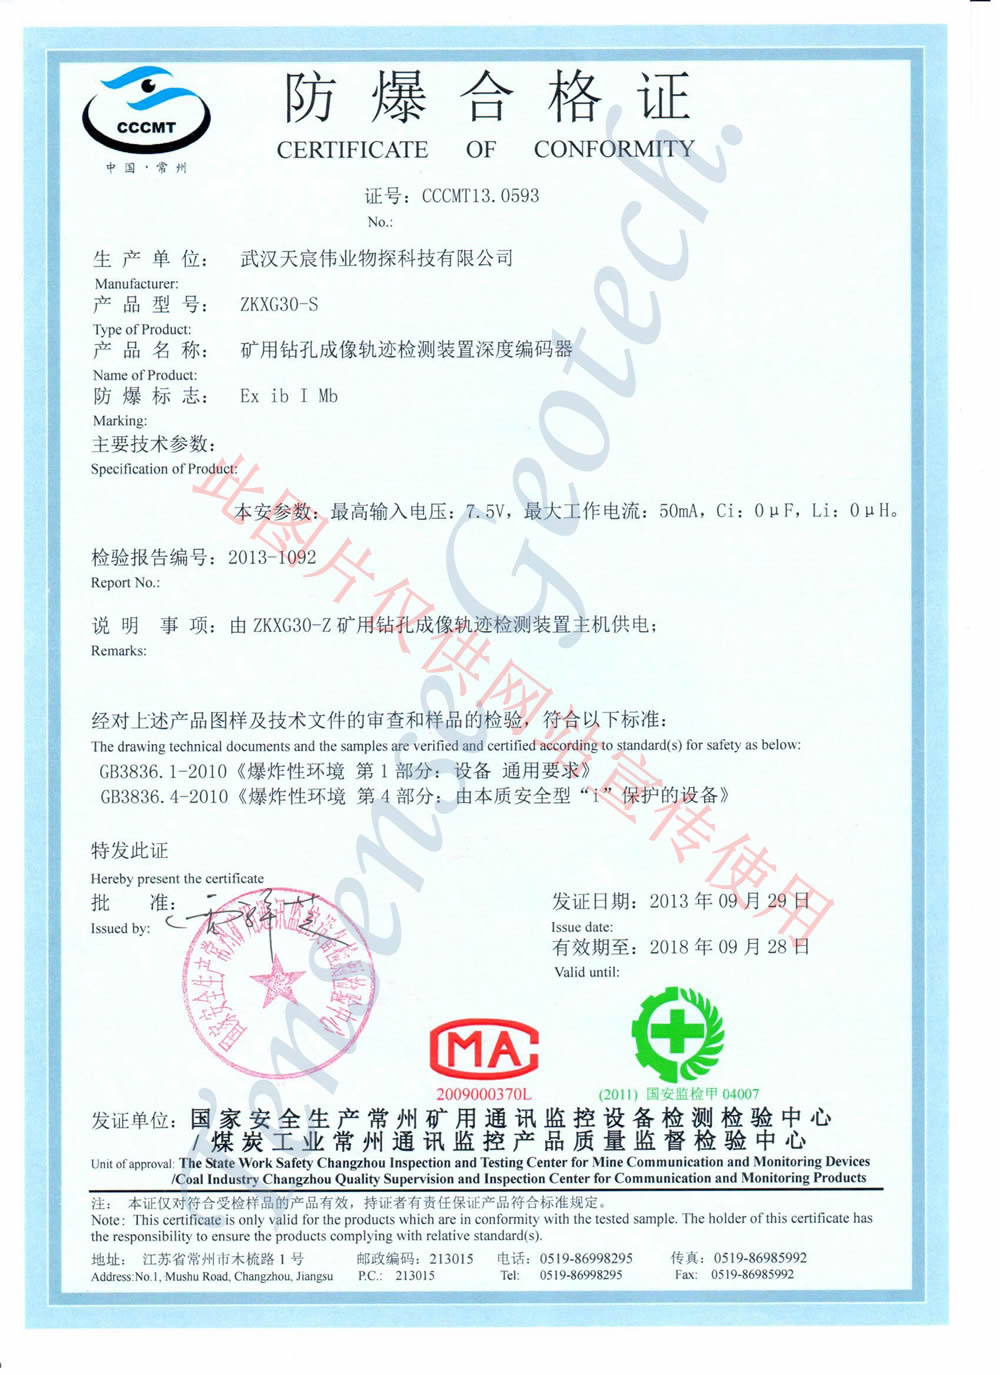 CCCMT
中国·常州
防爆合格证
CERTIFICATE OF CONFORMITY
证号：CCCMT13.0593
No.:
生产单位： 武汉天宸伟业物探科技有限公司
Manufacturer:
产品型号： ZKXG30-S
Type of Product:
产品名称： 矿用钻孔成像轨迹检测装置深度编码器
Name of Product:
防爆标志： Ex ib I Mb
Marking:
主要技术参数：
Specification of Product:
本安参数：最高输入电压：7.5V，最大工作电流：50mA，Ci：0μF，Li：0μH。
检验报告编号：2013-1092
Report No.:
说明 事项：由 ZKXG30-Z 矿用钻孔成像轨迹检测装置主机供电；
Remarks:
经对上述产品图样及技术文件的审查和样品的检验，符合以下标准：
The drawing technical documents and the samples are verified and certified according to standard(s) for safety as below:
GB3836.1-2010《爆炸性环境 第1部分：设备 通用要求》
GB3836.4-2010《爆炸性环境 第4部分：由本质安全型“i”保护的设备》
特发此证
Hereby present the certificate
批 准：
Issued by:
发证日期：2013年09月29日
Issue date:
有效期至：2018年09月28日
Valid until:
MA
2009000370L
(2011) 国安监检甲04007
发证单位：国家安全生产常州矿用通讯监控设备检测检验中心
/煤炭工业常州通讯监控产品质量监督检验中心
Unit of approval: The State Work Safety Changzhou Inspection and Testing Center for Mine Communication and Monitoring Devices
/Coal Industry Changzhou Quality Supervision and Inspection Center for Communication and Monitoring Products
注： 本证仅对符合受检样品的产品有效，持证者有责任保证产品符合标准规定。
Note: This certificate is only valid for the products which are in conformity with the tested sample. The holder of this certificate has
the responsibility to ensure the products complying with relative standard(s).
地址： 江苏省常州市木梳路1号 邮政编码：213015 电话：0519-86998295 传真：0519-86985992
Address:No.1, Mushu Road, Changzhou, Jiangsu P.C.: 213015 Tel: 0519-86998295 Fax: 0519-86985992
此图片仅供网站宣传使用
Tensense Geotech.